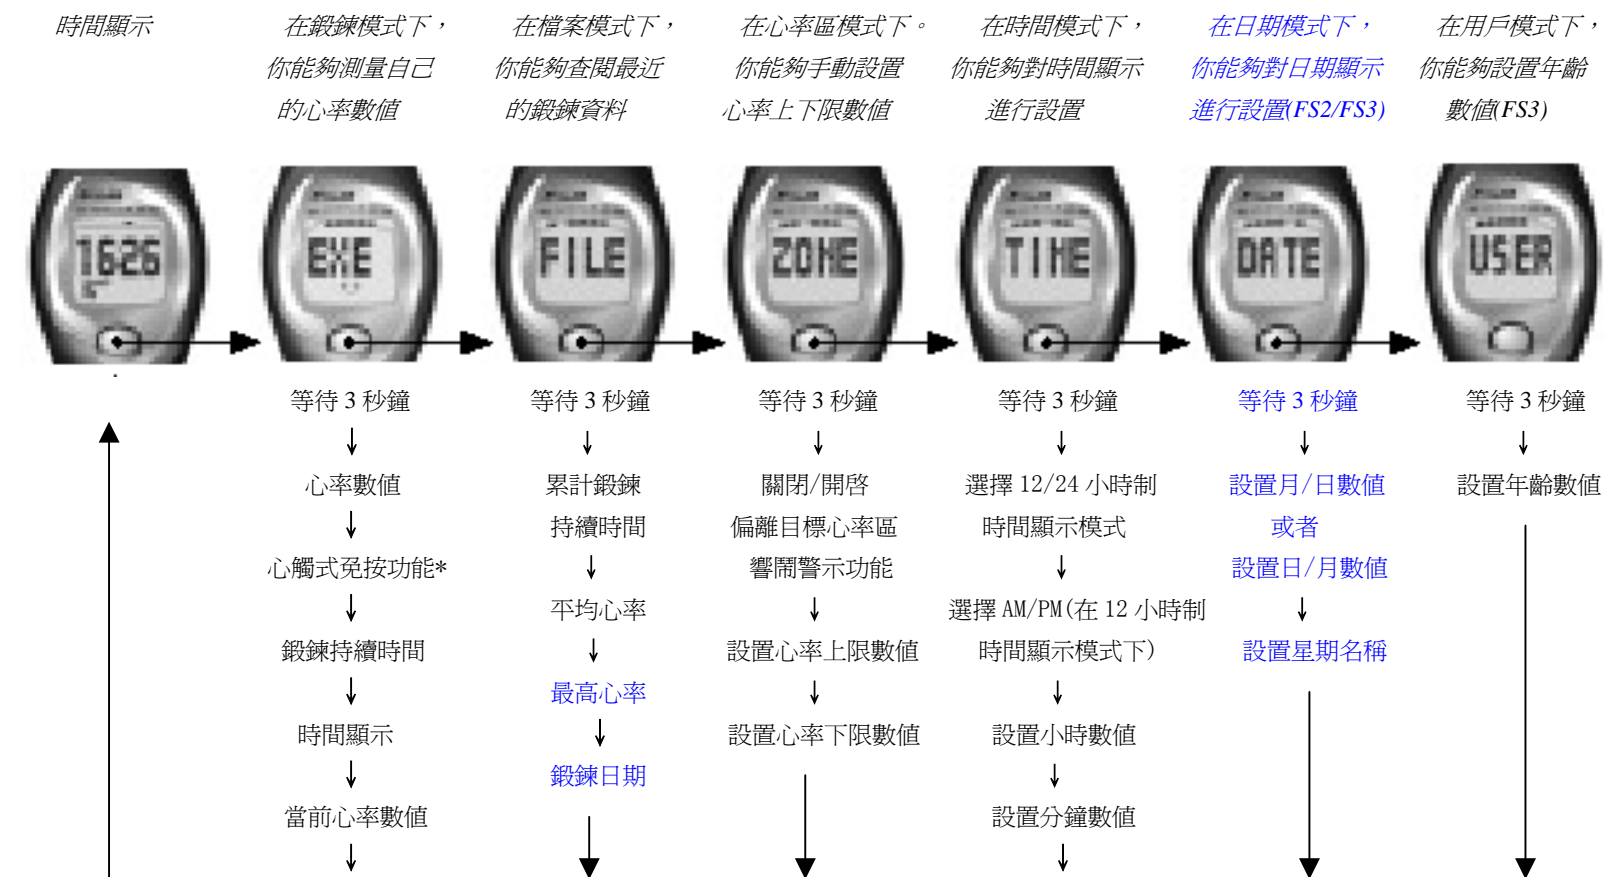 時間顯示
在鍛鍊模式下，
你能夠測量自己
的心率數值
在檔案模式下，
你能夠查閱最近
的鍛鍊資料
在心率區模式下。
你能夠手動設置
心率上下限數值
在時間模式下，
你能夠對時間顯示
進行設置
在日期模式下，
你能夠對日期顯示
進行設置(FS2/FS3)
在用戶模式下，
你能夠設置年齡
數值(FS3)
16:26
EXE
FILE
ZONE
TIME
DATE
USER
等待 3 秒鐘
心率數值
心觸式免按功能*
鍛鍊持續時間
時間顯示
當前心率數值
等待 3 秒鐘
累計鍛鍊
持續時間
平均心率
最高心率
鍛鍊日期
等待 3 秒鐘
關閉/開啓
偏離目標心率區
響鬧警示功能
設置心率上限數值
設置心率下限數值
等待 3 秒鐘
選擇 12/24 小時制
時間顯示模式
選擇 AM/PM(在 12 小時制
時間顯示模式下)
設置小時數值
設置分鐘數值
等待 3 秒鐘
設置月/日數值
或者
設置日/月數值
設置星期名稱
等待 3 秒鐘
設置年齡數值